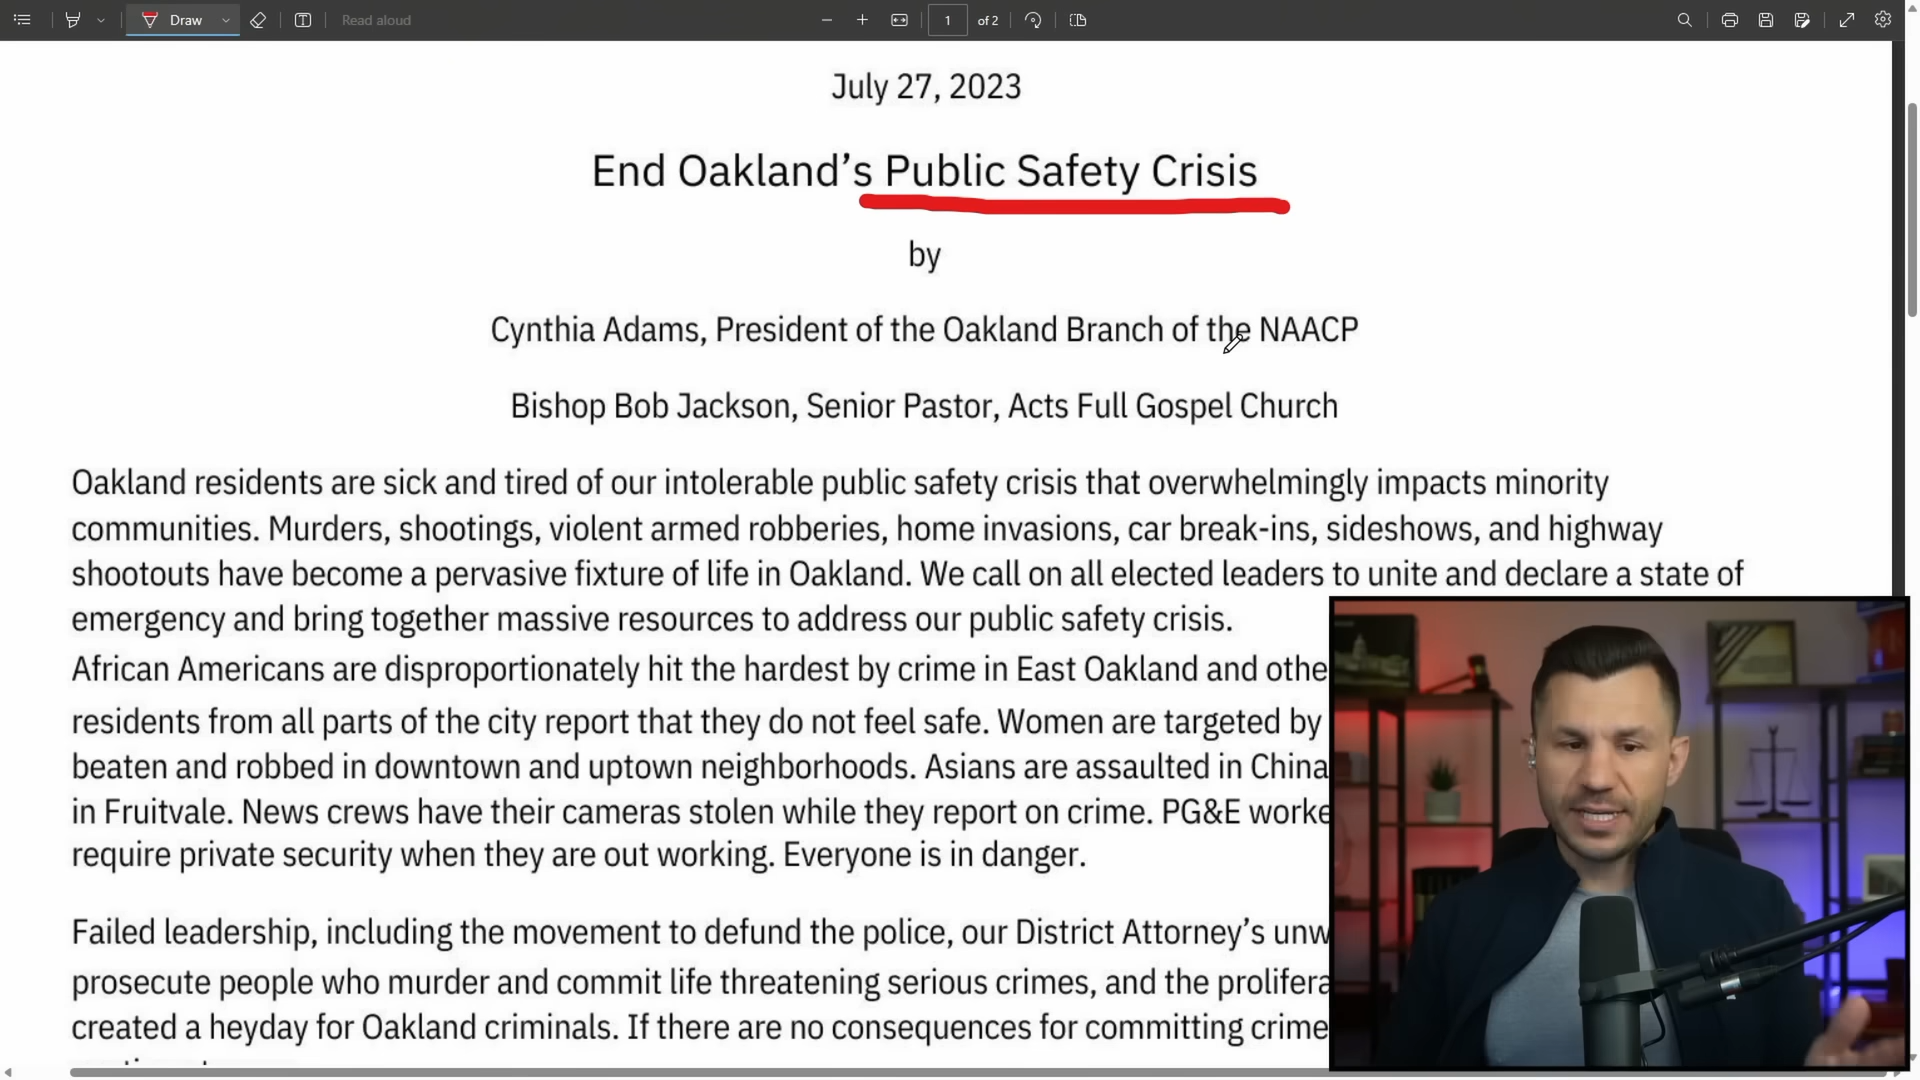 Draw
Read aloud
1
of 2
July 27, 2023
End Oakland’s Public Safety Crisis
by
Cynthia Adams, President of the Oakland Branch of the NAACP
Bishop Bob Jackson, Senior Pastor, Acts Full Gospel Church
Oakland residents are sick and tired of our intolerable public safety crisis that overwhelmingly impacts minority
communities. Murders, shootings, violent armed robberies, home invasions, car break-ins, sideshows, and highway
shootouts have become a pervasive fixture of life in Oakland. We call on all elected leaders to unite and declare a state of
emergency and bring together massive resources to address our public safety crisis.
African Americans are disproportionately hit the hardest by crime in East Oakland and othe
residents from all parts of the city report that they do not feel safe. Women are targeted by
beaten and robbed in downtown and uptown neighborhoods. Asians are assaulted in China
in Fruitvale. News crews have their cameras stolen while they report on crime. PG&E worke
require private security when they are out working. Everyone is in danger.
Failed leadership, including the movement to defund the police, our District Attorney’s unw
prosecute people who murder and commit life threatening serious crimes, and the prolifera
created a heyday for Oakland criminals. If there are no consequences for committing crime